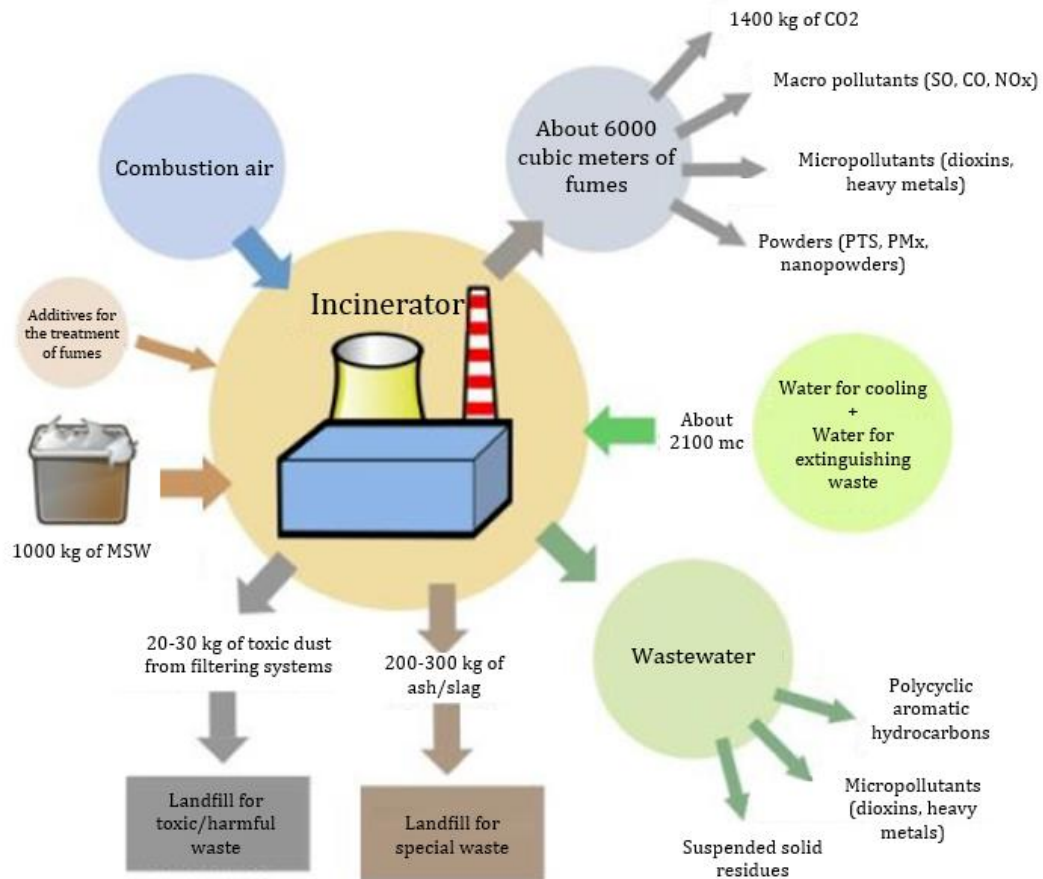 1400 kg of CO2
Macro pollutants (SO, CO, NOx)
About 6000
cubic meters of
fumes
Combustion air
Micropollutants (dioxins,
heavy metals)
Powders (PTS, PMx,
nanopowders)
Incinerator
Additives for
the treatment
of fumes
Water for cooling
+
Water for
extinguishing
waste
About
2100 mc
1000 kg of MSW
20-30 kg of toxic dust
from filtering systems
200-300 kg of
ash/slag
Wastewater
Polycyclic
aromatic
hydrocarbons
Micropollutants
(dioxins, heavy
metals)
Suspended solid
residues
Landfill for
toxic/harmful
waste
Landfill for
special waste